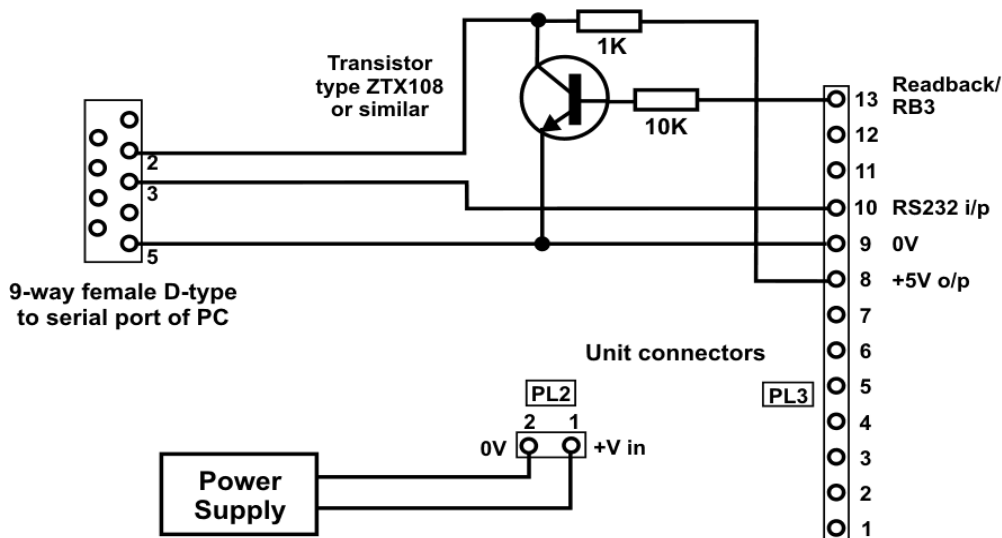 1K
Transistor
type ZTX108
or similar
10K
13 Readback/
RB3
12
11
10 RS232 i/p
9 0V
8 +5V o/p
7
6
5
4
3
2
1
2
3
5
9-way female D-type
to serial port of PC
Unit connectors
PL3
PL2
2 1
0V +V in
Power
Supply